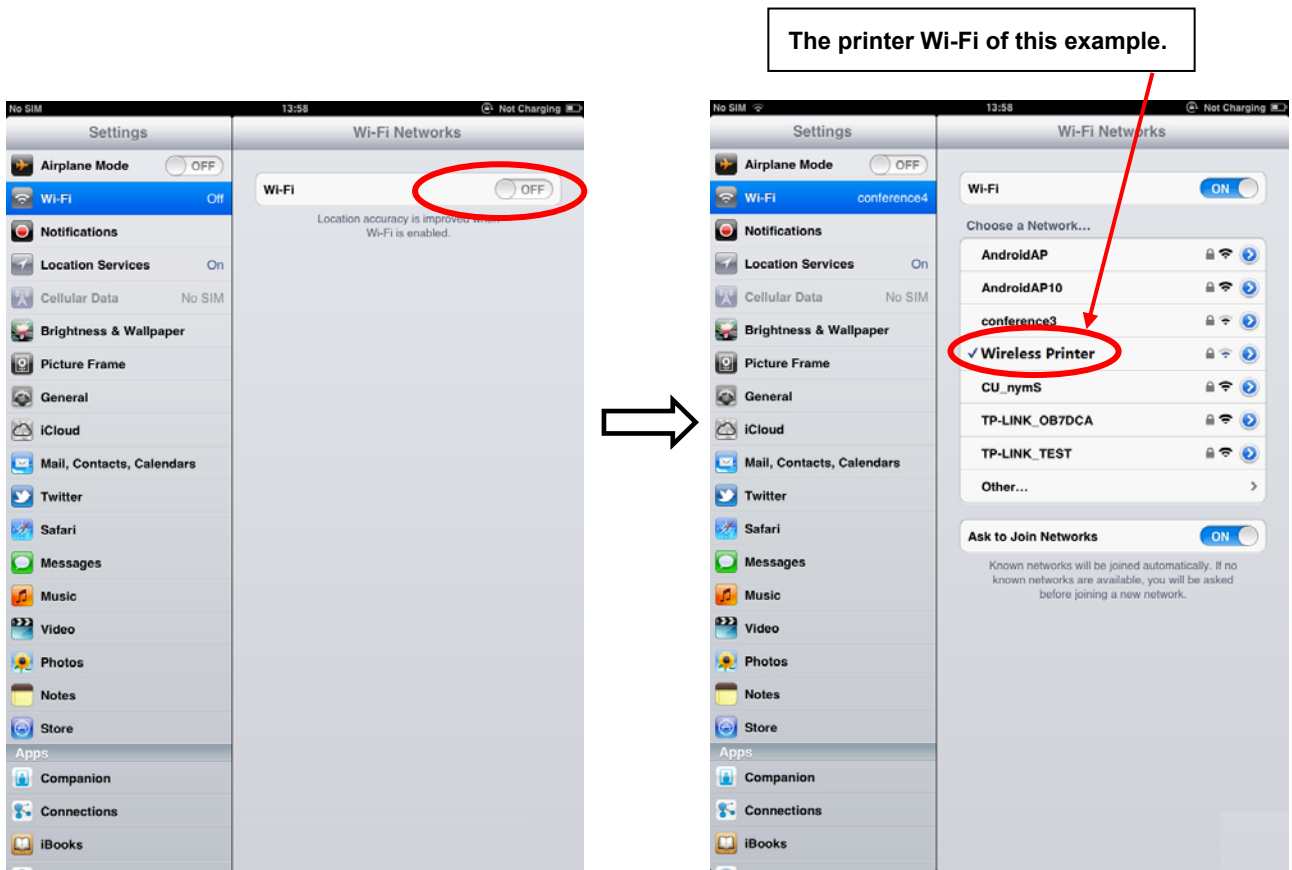 The printer Wi-Fi of this example.
No SIM 13:58 Not Charging
Settings Wi-Fi Networks
Airplane Mode OFF
Wi-Fi Off
Wi-Fi OFF
Location accuracy is improved when
Wi-Fi is enabled.
Notifications
Location Services On
Cellular Data No SIM
Brightness & Wallpaper
Picture Frame
General
iCloud
Mail, Contacts, Calendars
Twitter
Safari
Messages
Music
Video
Photos
Notes
Store
Apps
Companion
Connections
iBooks
No SIM 13:58 Not Charging
Settings Wi-Fi Networks
Airplane Mode OFF
Wi-Fi conference4
Notifications
Location Services On
Cellular Data No SIM
Brightness & Wallpaper
Picture Frame
General
iCloud
Mail, Contacts, Calendars
Twitter
Safari
Messages
Music
Video
Photos
Notes
Store
Apps
Companion
Connections
iBooks
Wi-Fi ON
Choose a Network...
AndroidAP
AndroidAP10
conference3
✓ Wireless Printer
CU_nymS
TP-LINK_OB7DCA
TP-LINK_TEST
Other...
Ask to Join Networks ON
Known networks will be joined automatically. If no
known networks are available, you will be asked
before joining a new network.